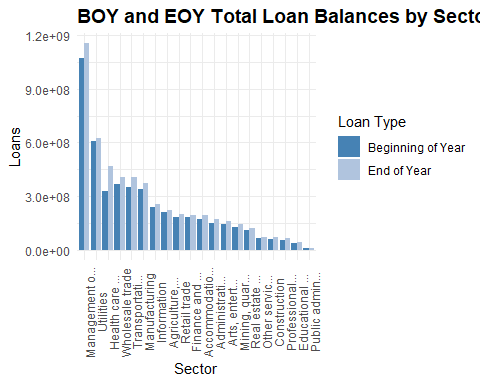 BOY and EOY Total Loan Balances by Secto
1.2e+09
9.0e+08
6.0e+08
3.0e+08
0.0e+00
Loans
Management o...
Utilities
Health care ...
Wholesale trade
Transportati...
Manufacturing
Information
Agriculture,...
Retail trade
Finance and ...
Accommodatio...
Administrati...
Arts, entert...
Mining, quar...
Real estate ...
Other servic...
Construction
Professional...
Educational...
Public admin...
Sector
Loan Type
Beginning of Year
End of Year